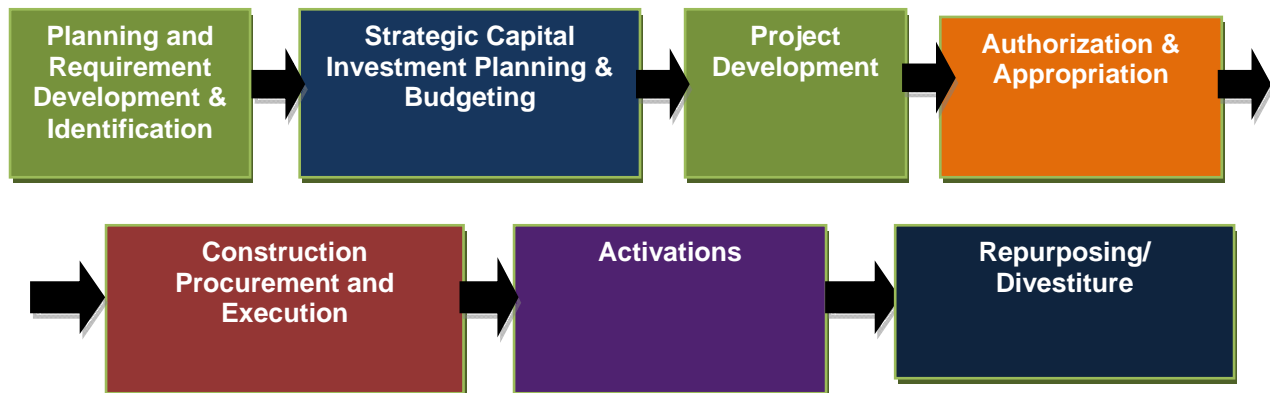 Planning and
Requirement
Development &
Identification
Strategic Capital
Investment Planning &
Budgeting
Project
Development
Authorization &
Appropriation
Construction
Procurement and
Execution
Activations
Repurposing/
Divestiture